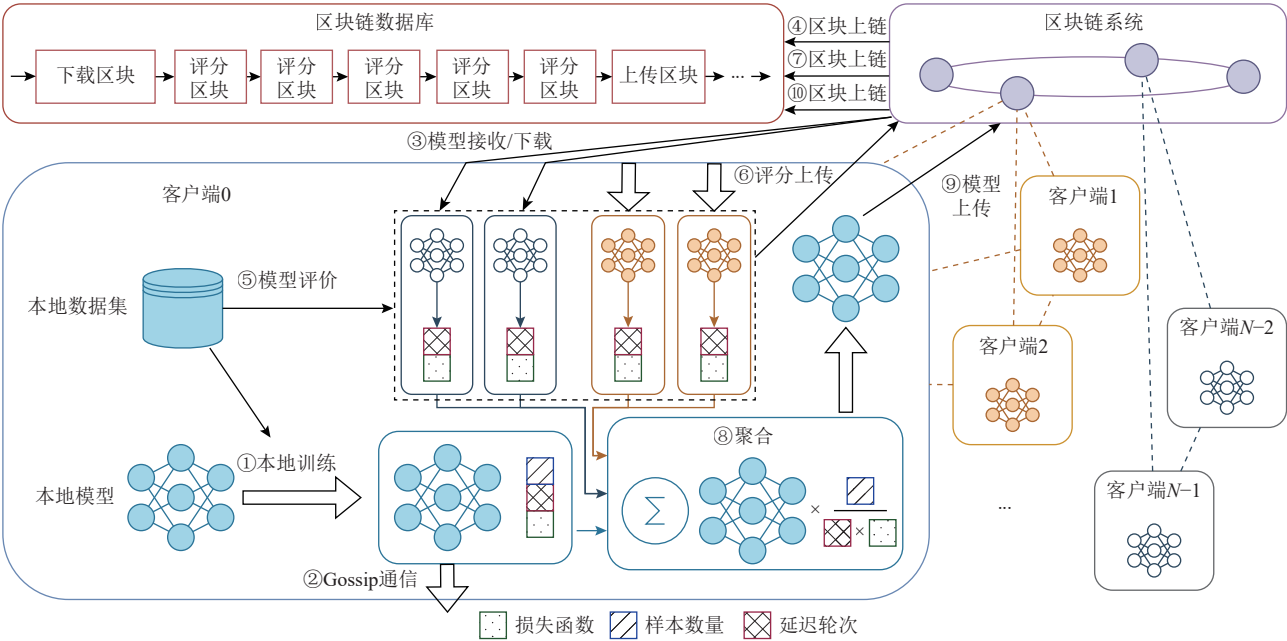 区块链数据库
下载区块
评分
区块
评分
区块
评分
区块
评分
区块
评分
区块
上传区块
...
④区块上链
⑦区块上链
⑩区块上链
区块链系统
③模型接收/下载
⑥评分上传
⑨模型
上传
客户端0
客户端1
本地数据集
⑤模型评价
客户端2
客户端N−2
①本地训练
本地模型
⑧聚合
∑
×
×
客户端N−1
...
②Gossip通信
损失函数
样本数量
延迟轮次